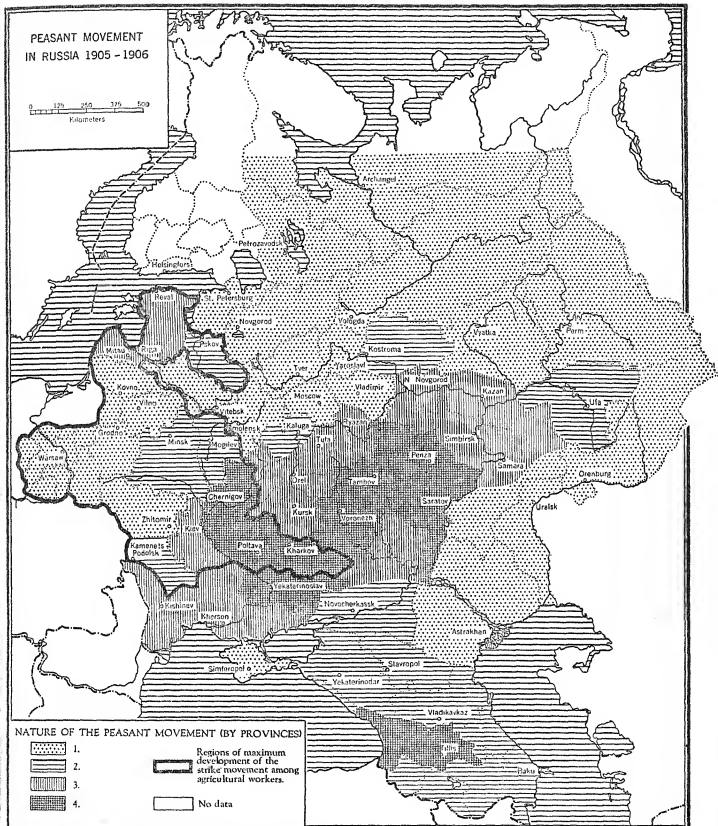 PEASANT MOVEMENT
IN RUSSIA 1905-1906
0 125 250 375 500
Kilometers
Archangel
Petrozavodsk
Helsingfors
Reval
St. Petersburg
Novgorod
Vologda
Vyatka
Perm
Pskov
Kostroma
Mitau
Riga
Tver
Yaroslavl
N. Novgorod
Kazan
Kovno
Vladimir
Moscow
Ufa
Vilno
Vitebsk
Smolensk
Kaluga
Ryazan
Grodno
Minsk
Mogilev
Tula
Simbirsk
Warsaw
Penza
Samara
Orel
Tambov
Orenburg
Chernigov
Saratov
Kursk
Voronezh
Uralsk
Zhitomir
Kiev
Kamenets
Podolsk
Poltava
Kharkov
Yekaterinoslav
Novocherkassk
Kishinev
Kherson
Astrakhan
Simferopol
Stavropol
Yekaterinodar
Vladikavkaz
Tiflis
Baku
NATURE OF THE PEASANT MOVEMENT (BY PROVINCES)
1.
2.
3.
4.
Regions of maximum
development of the
strike movement among
agricultural workers.
No data